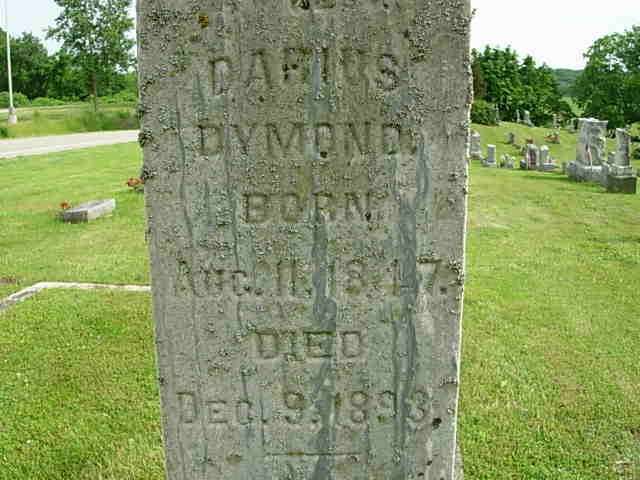 DARIUS
DYMOND.
BORN
AUG. 11, 1847.
DIED
DEC. 9, 1893.